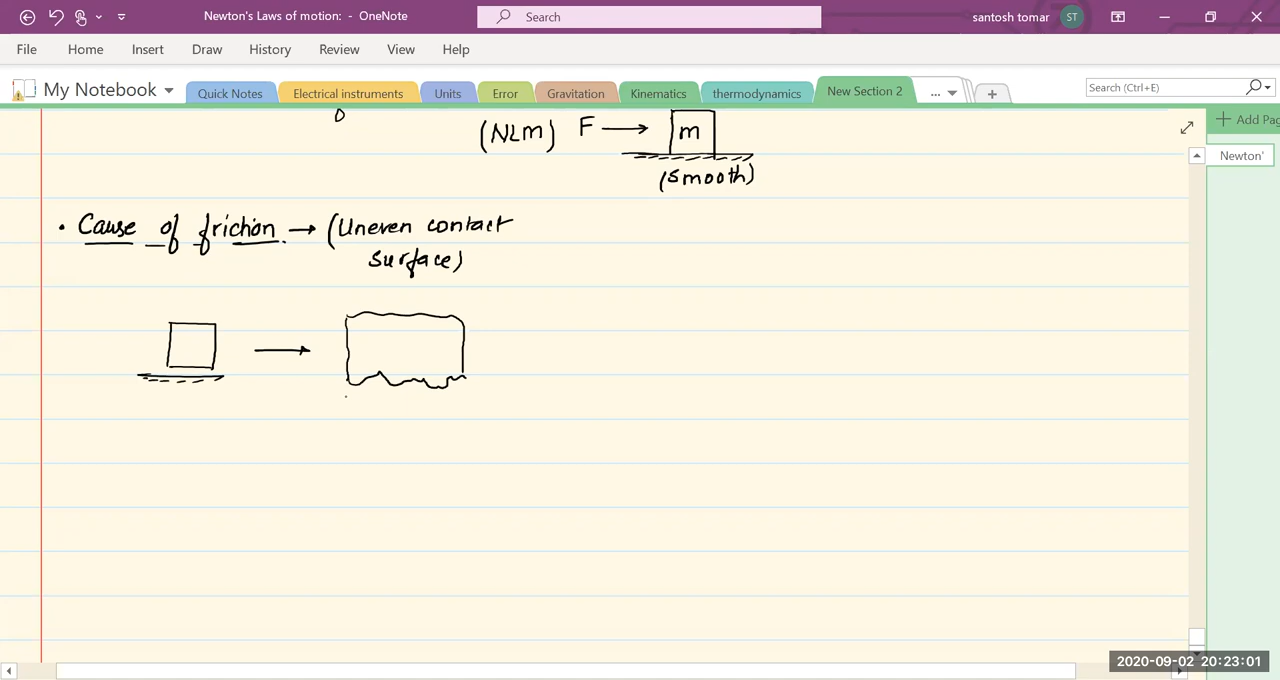 Newton's Laws of motion: - OneNote
Search
santosh tomar
ST
File Home Insert Draw History Review View Help
My Notebook
Quick Notes
Electrical instruments
Units
Error
Gravitation
Kinematics
thermodynamics
New Section 2
...
Search (Ctrl+E)
Add Pag
Newton'
(NLM) F → m
(smooth)
• Cause of friction → (Uneven contact
surface)
2020-09-02 20:23:01